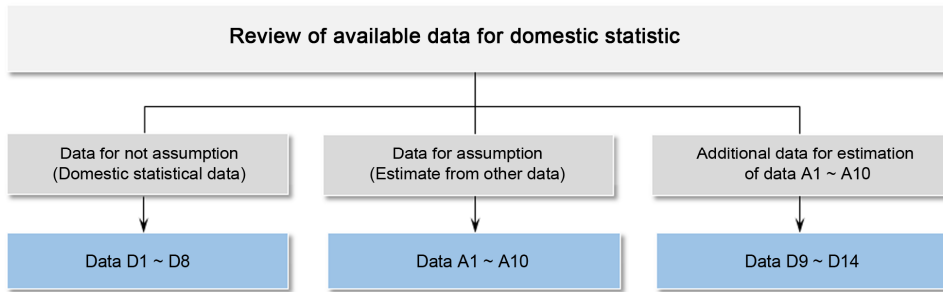 Review of available data for domestic statistic
Data for not assumption
(Domestic statistical data)
Data for assumption
(Estimate from other data)
Additional data for estimation
of data A1 ~ A10
Data D1 ~ D8
Data A1 ~ A10
Data D9 ~ D14